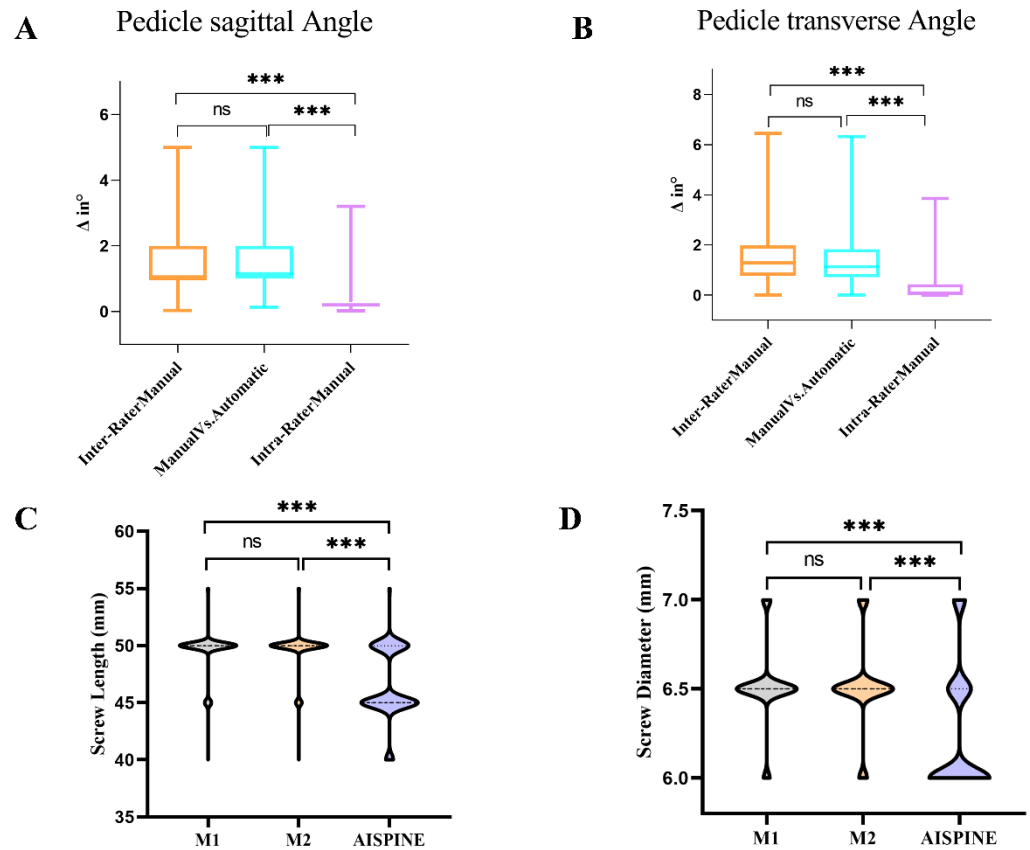 A
Pedicle sagittal Angle
***
ns
***
6
4
2
0
Δ in°
Inter-RaterManual
ManualVs.Automatic
Intra-RaterManual
B
Pedicle transverse Angle
***
ns
***
8
6
4
2
0
Δ in°
Inter-RaterManual
ManualVs.Automatic
Intra-RaterManual
C
***
ns
***
60
55
50
45
40
35
Screw Length (mm)
M1
M2
AISPINE
D
***
ns
***
7.5
7.0
6.5
6.0
Screw Diameter (mm)
M1
M2
AISPINE